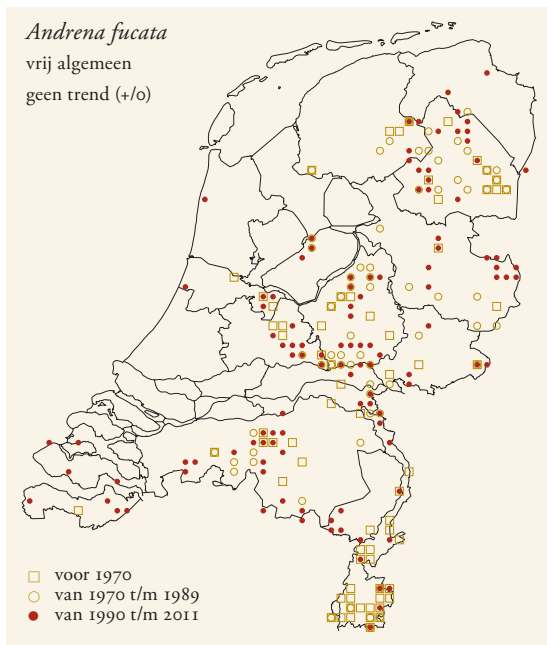 Andrena fucata
vrij algemeen
geen trend (+/0)
voor 1970
van 1970 t/m 1989
van 1990 t/m 2011